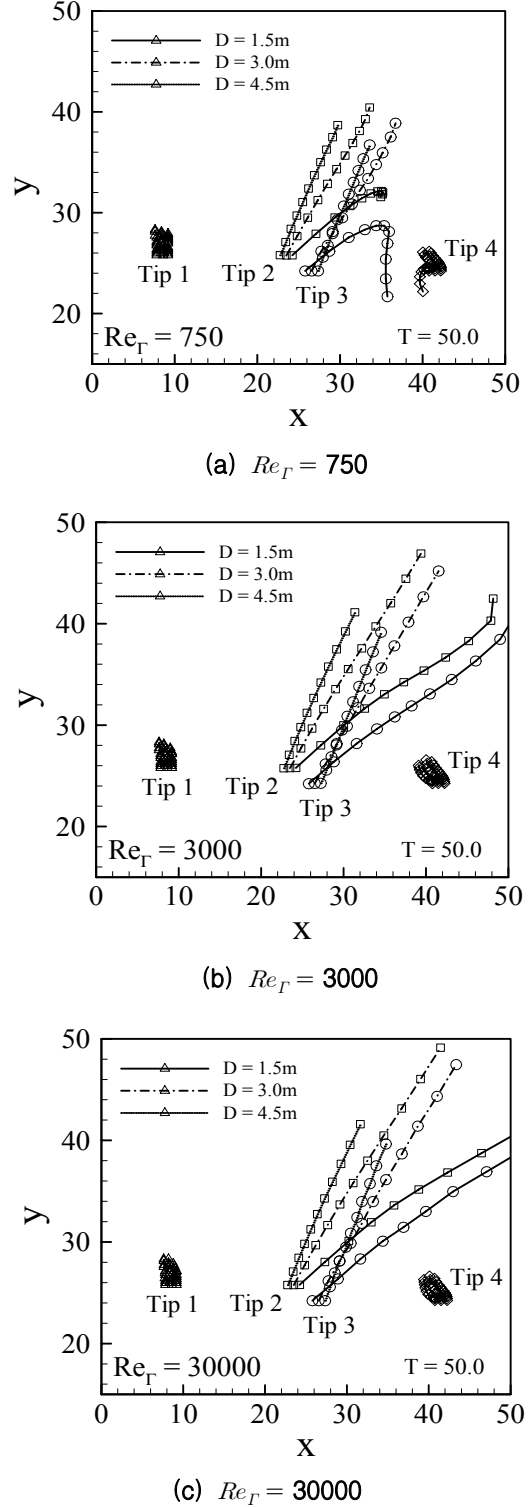 50
40
30
20
y
D = 1.5m
D = 3.0m
D = 4.5m
Tip 1
Tip 2
Tip 3
Tip 4
Re_Γ = 750
T = 50.0
0 10 20 30 40 50
x
(a) Re_Γ = 750
50
40
30
20
y
D = 1.5m
D = 3.0m
D = 4.5m
Tip 1
Tip 2
Tip 3
Tip 4
Re_Γ = 3000
T = 50.0
0 10 20 30 40 50
x
(b) Re_Γ = 3000
50
40
30
20
y
D = 1.5m
D = 3.0m
D = 4.5m
Tip 1
Tip 2
Tip 3
Tip 4
Re_Γ = 30000
T = 50.0
0 10 20 30 40 50
x
(c) Re_Γ = 30000